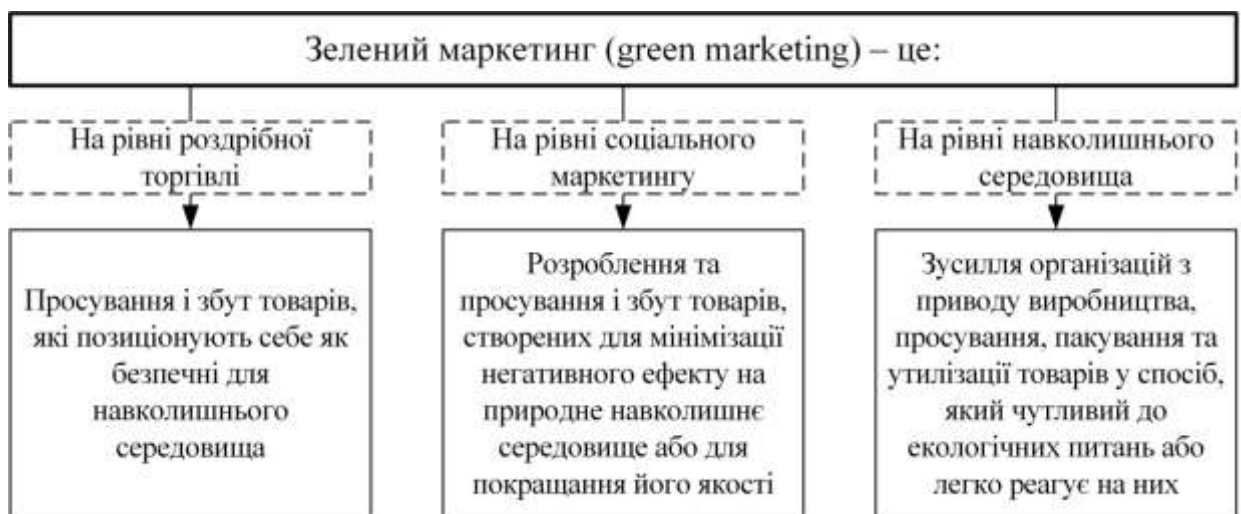 Зелений маркетинг (green marketing) – це:
На рівні роздрібної
торгівлі
На рівні соціального
маркетингу
На рівні навколишнього
середовища
Просування і збут товарів,
які позиціонують себе як
безпечні для
навколишнього
середовища
Розроблення та
просування і збут товарів,
створених для мінімізації
негативного ефекту на
природне навколишнє
середовище або для
покращання його якості
Зусилля організацій з
приводу виробництва,
просування, пакування та
утилізації товарів у спосіб,
який чутливий до
екологічних питань або
легко реагує на них